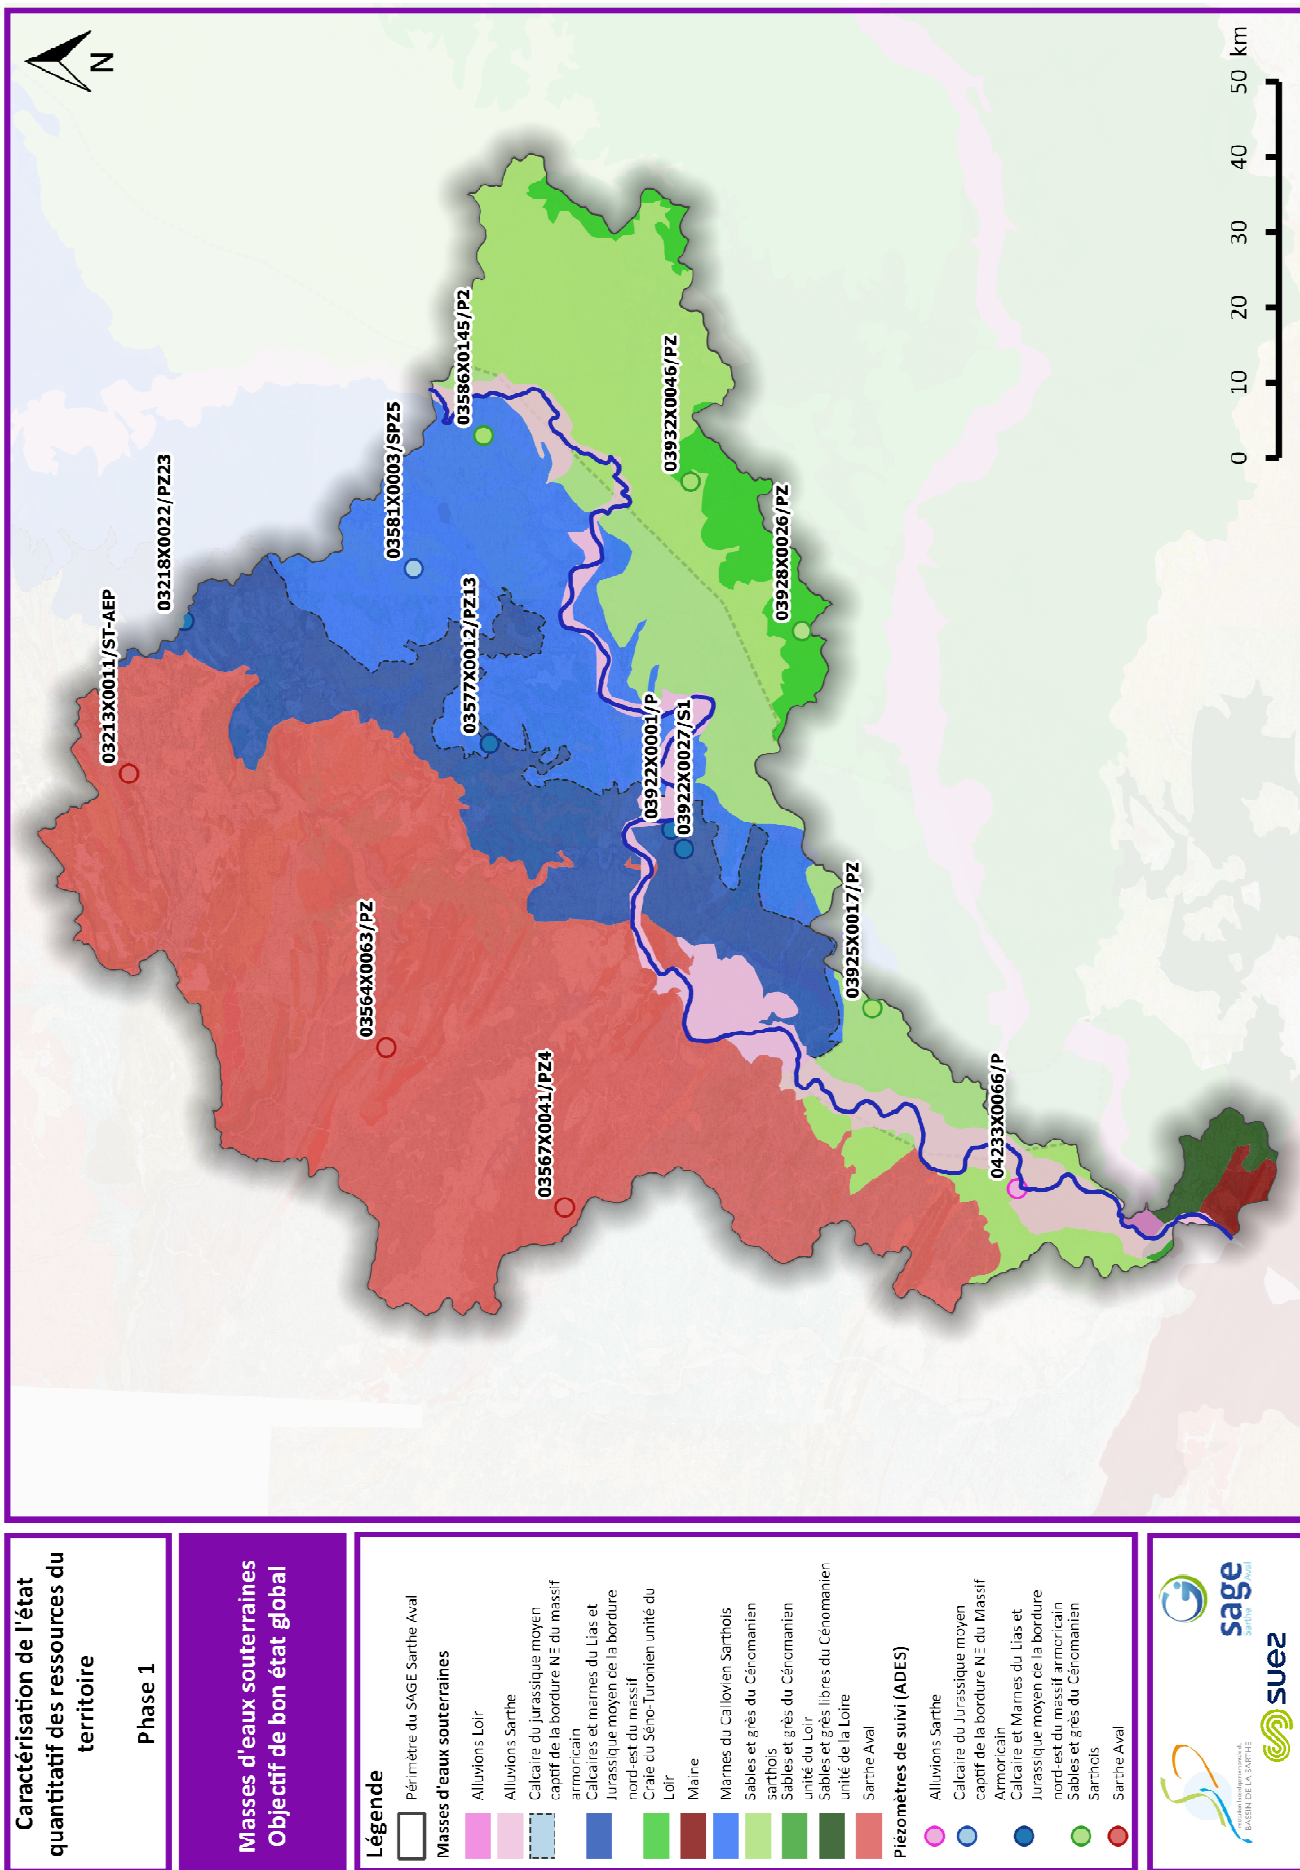 Caractérisation de l'état
quantitatif des ressources du
territoire
Phase 1
Masses d'eaux souterraines
Objectif de bon état global
Légende
Périmètre du SAGE Sarthe Aval
Masses d'eaux souterraines
Alluvions Loir
Alluvions Sarthe
Calcaire du jurassique moyen
captif de la bordure NE du massif
armoricain
Calcaires et marnes du Lias et
Jurassique moyen de la bordure
nord-est du massif
Craie du Séno-Turonien unité du
Loir
Maine
Marnes du Callovien Sarthois
Sables et grès du Cénomanien
sarthois
Sables et grès du Cénomanien
unité du Loir
Sables et grès libres du Cénomanien
unité de la Loire
Sarthe Aval
Piézomètres de suivi (ADES)
Alluvions Sarthe
Calcaire du Jurassique moyen
captif de la bordure NE du Massif
Armoricain
Calcaire et Marnes du Lias et
Jurassique moyen de la bordure
nord-est du massif armoricain
Sables et grès du Cénomanien
Sarthois
Sarthe Aval
BASSIN DE LA SARTHE
sage
Sarthe Aval
suez
N
03213X0011/ST-AEP
03218X0022/PZ23
03564X0063/PZ
03581X0003/SPZ5
03586X0145/P2
03577X0012/PZ13
03567X0041/PZ4
03922X0001/P
03922X0027/S1
03932X0046/PZ
03928X0026/PZ
03925X0017/PZ
04233X0066/P
0 10 20 30 40 50 km